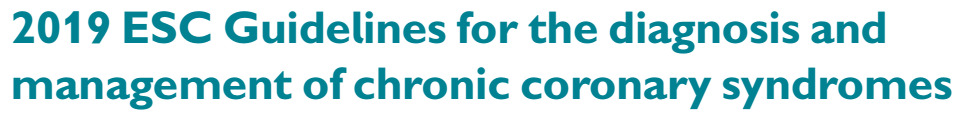 2019 ESC Guidelines for the diagnosis and
management of chronic coronary syndromes